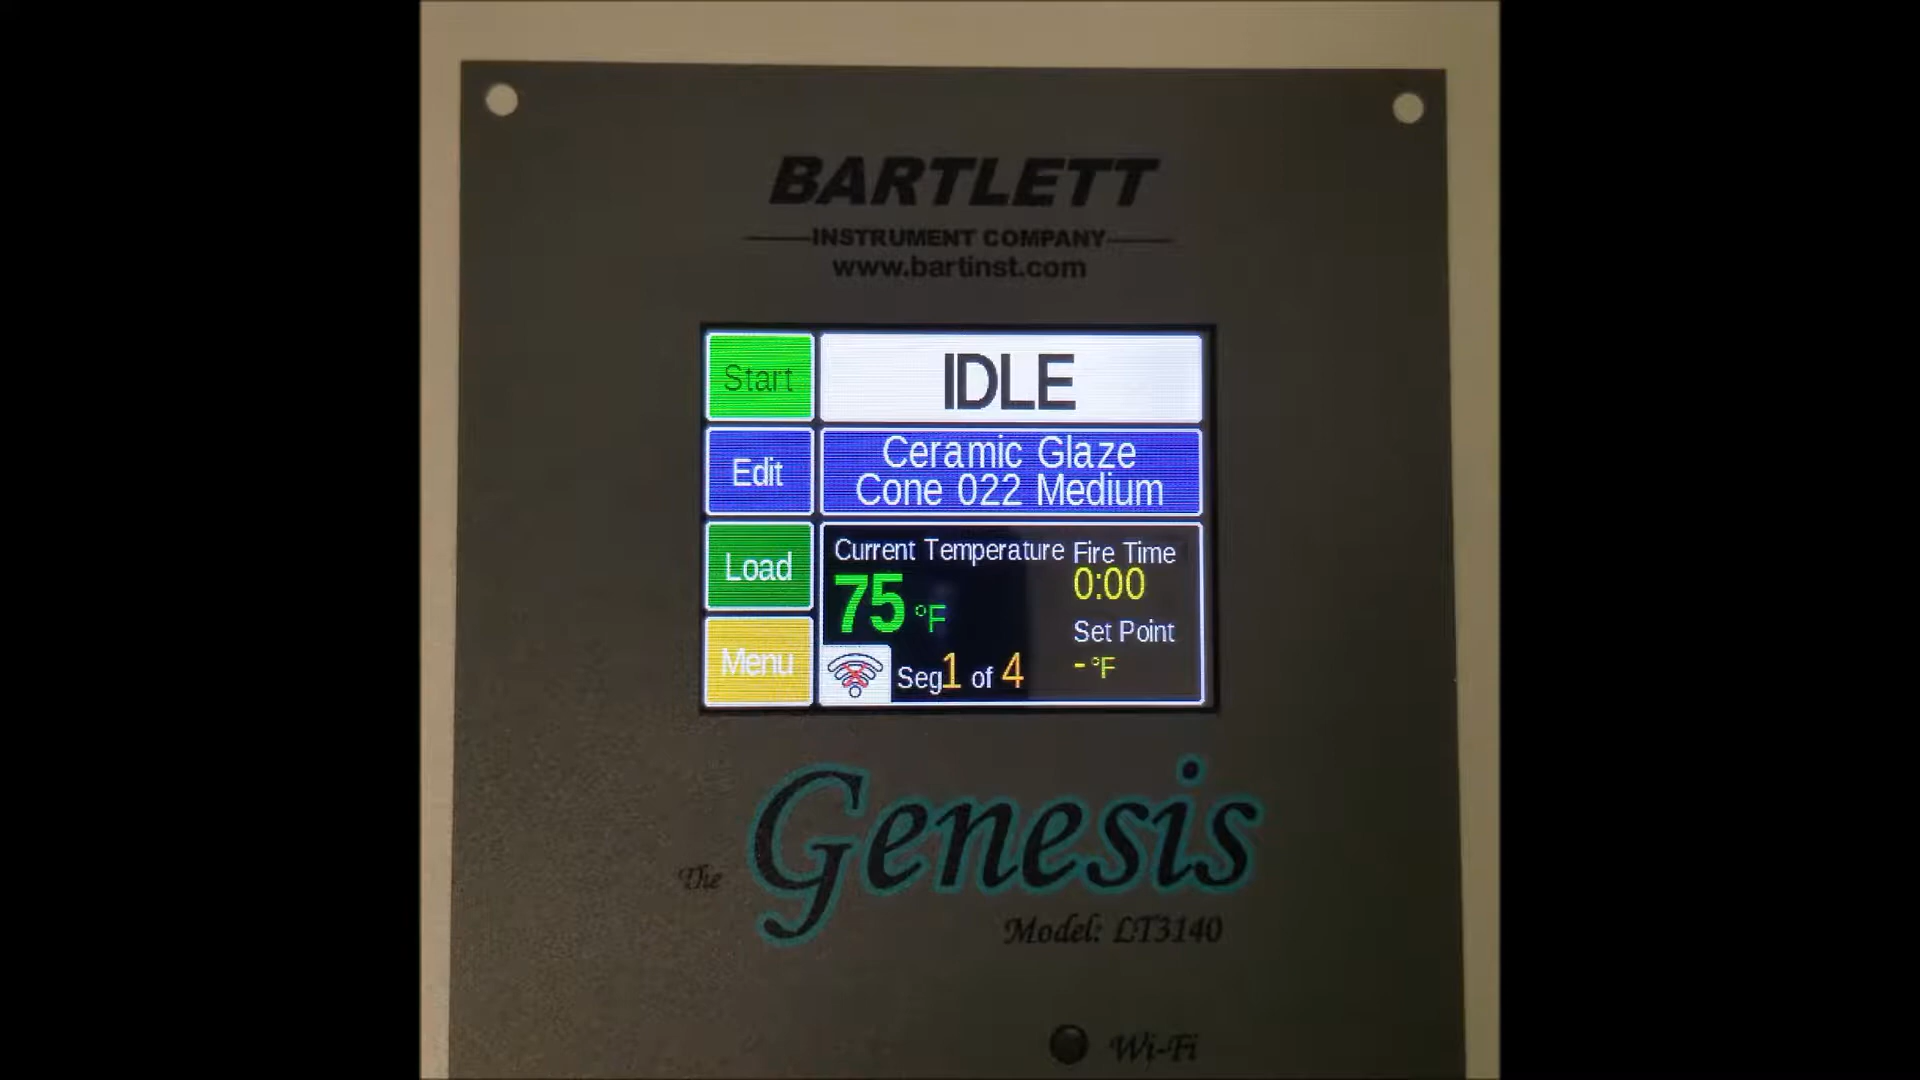 BARTLETT
INSTRUMENT COMPANY
www.bartinst.com
Start
IDLE
Edit
Ceramic Glaze
Cone 022 Medium
Load
Current Temperature
75 °F
Fire Time
0:00
Set Point
- °F
Menu
Seg 1 of 4
The Genesis
Model: LT3140
Wi-Fi